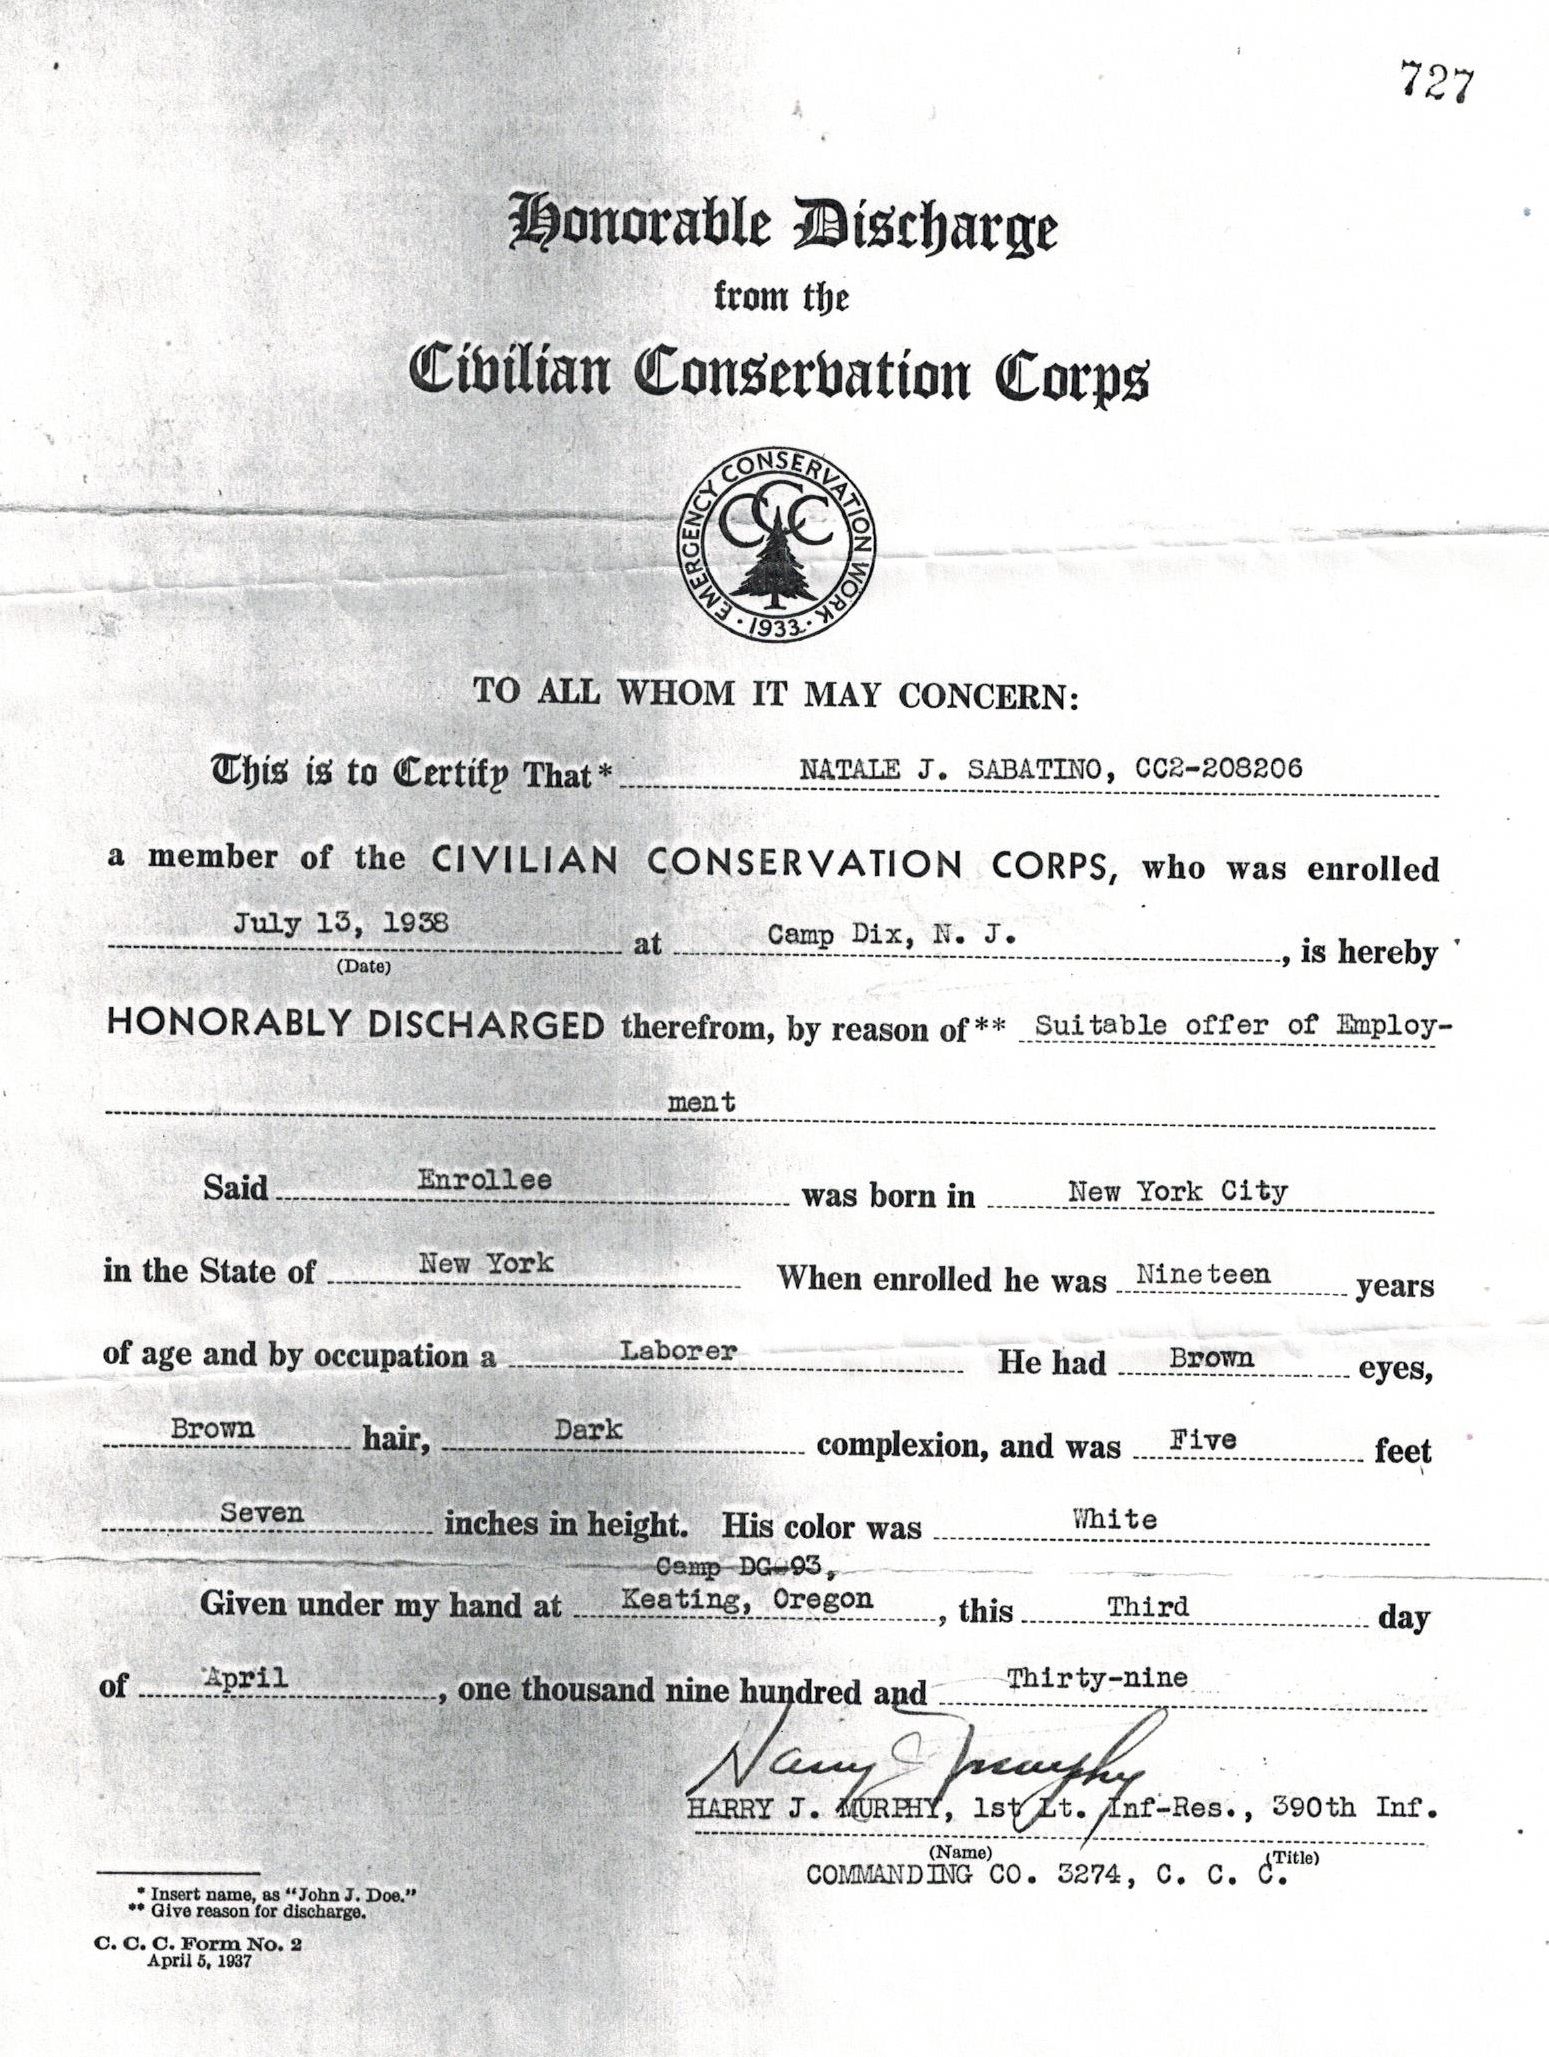 727
Honorable Discharge
from the
Civilian Conservation Corps
EMERGENCY CONSERVATION WORK
CCC
· 1933 ·
TO ALL WHOM IT MAY CONCERN:
This is to Certify That* NATALE J. SABATINO, CC2-208206
a member of the CIVILIAN CONSERVATION CORPS, who was enrolled
July 13, 1938 at Camp Dix, N. J. , is hereby
(Date)
HONORABLY DISCHARGED therefrom, by reason of** Suitable offer of Employ-
ment
Said Enrollee was born in New York City
in the State of New York When enrolled he was Nineteen years
of age and by occupation a Laborer He had Brown eyes,
Brown hair, Dark complexion, and was Five feet
Seven inches in height. His color was White
Camp DG-93,
Given under my hand at Keating, Oregon , this Third day
of April , one thousand nine hundred and Thirty-nine
Harry J Murphy
HARRY J. MURPHY, 1st Lt. Inf-Res., 390th Inf.
(Name) (Title)
COMMANDING CO. 3274, C. C. C.
* Insert name, as "John J. Doe."
** Give reason for discharge.
C. C. C. Form No. 2
April 5, 1937